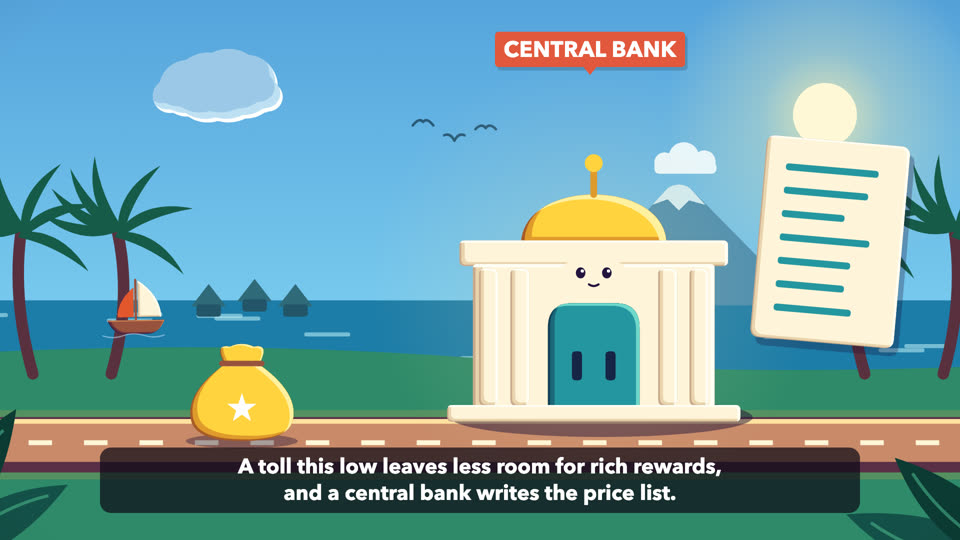 CENTRAL BANK
A toll this low leaves less room for rich rewards,
and a central bank writes the price list.